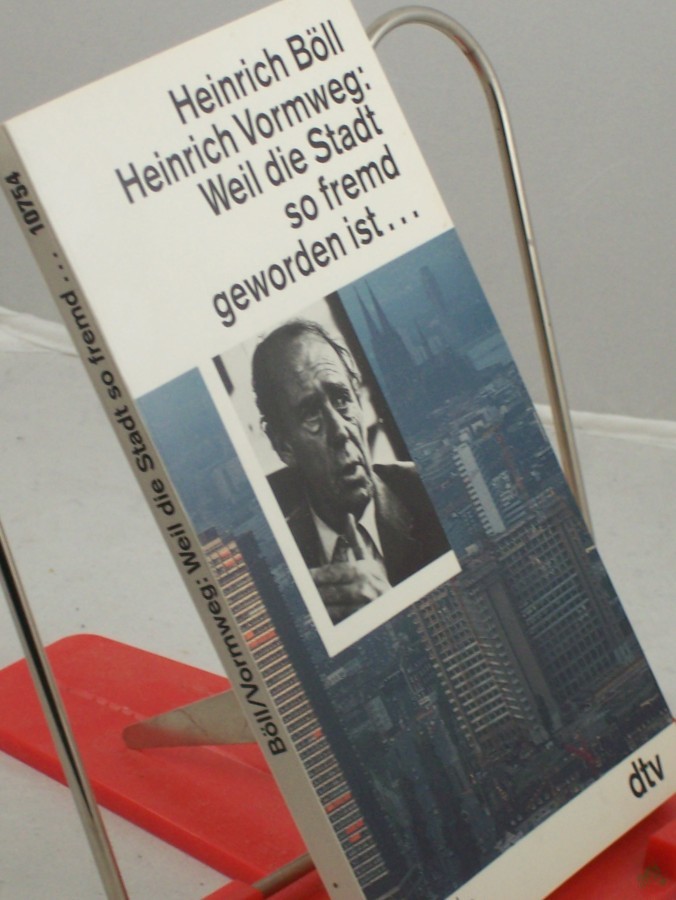 Heinrich Böll
Heinrich Vormweg:
Weil die Stadt
so fremd
geworden ist...
Böll/Vormweg: Weil die Stadt so fremd... 10754
dtv